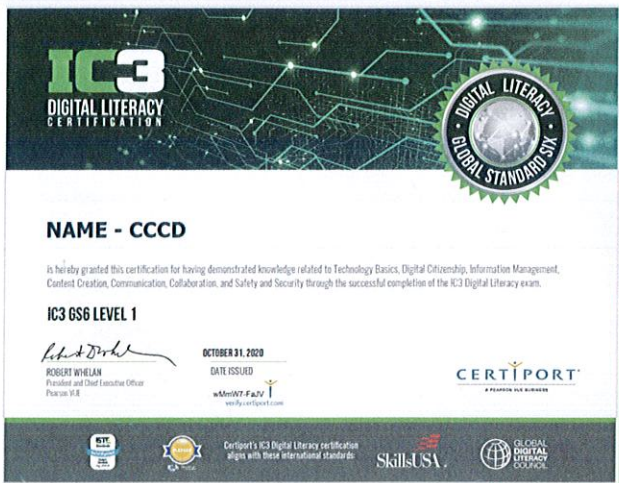 IC3
DIGITAL LITERACY
CERTIFICATION
DIGITAL LITERACY
GLOBAL STANDARD SIX
NAME - CCCD
is hereby granted this certification for having demonstrated knowledge related to Technology Basics, Digital Citizenship, Information Management,
Content Creation, Communication, Collaboration, and Safety and Security through the successful completion of the IC3 Digital Literacy exam.
IC3 GS6 LEVEL 1
ROBERT WHELAN
President and Chief Executive Officer
Pearson VUE
OCTOBER 31, 2020
DATE ISSUED
wMmW7-FaJV
verify.certiport.com
CERTIPORT
A PEARSON VUE BUSINESS
ISTE
Certiport's IC3 Digital Literacy certification
aligns with these international standards:
SkillsUSA
GLOBAL
DIGITAL
LITERACY
COUNCIL